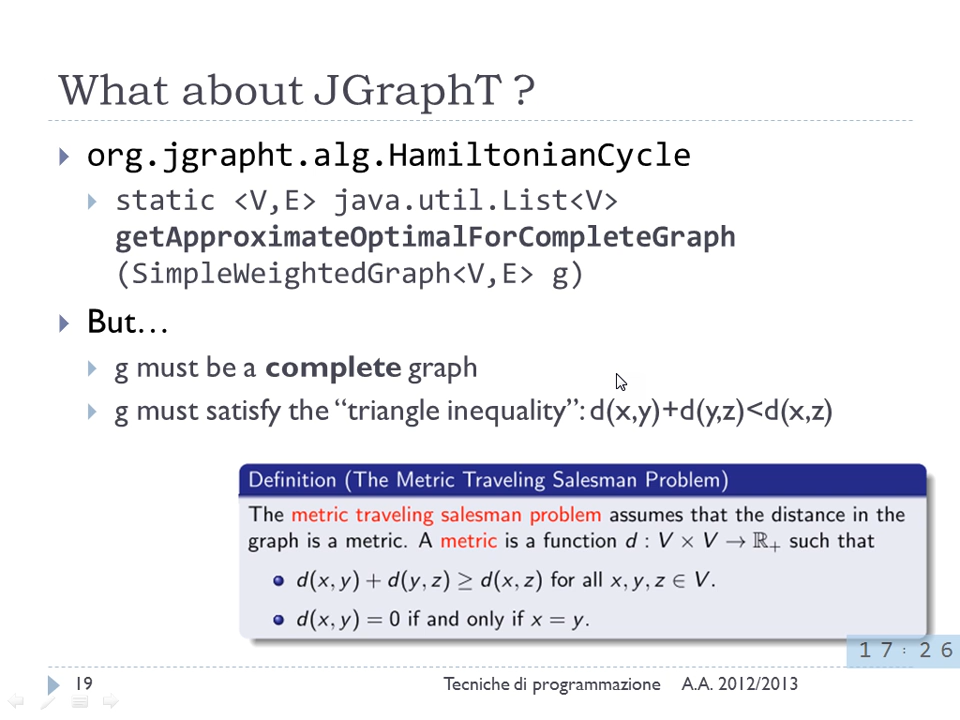 What about JGraphT ?
org.jgrapht.alg.HamiltonianCycle
static <V,E> java.util.List<V>
getApproximateOptimalForCompleteGraph
(SimpleWeightedGraph<V,E> g)
But…
g must be a complete graph
g must satisfy the “triangle inequality”: d(x,y)+d(y,z)<d(x,z)
Definition (The Metric Traveling Salesman Problem)
The metric traveling salesman problem assumes that the distance in the
graph is a metric. A metric is a function d : V × V → ℝ₊ such that
d(x, y) + d(y, z) ≥ d(x, z) for all x, y, z ∈ V.
d(x, y) = 0 if and only if x = y.
17:26
19 Tecniche di programmazione A.A. 2012/2013